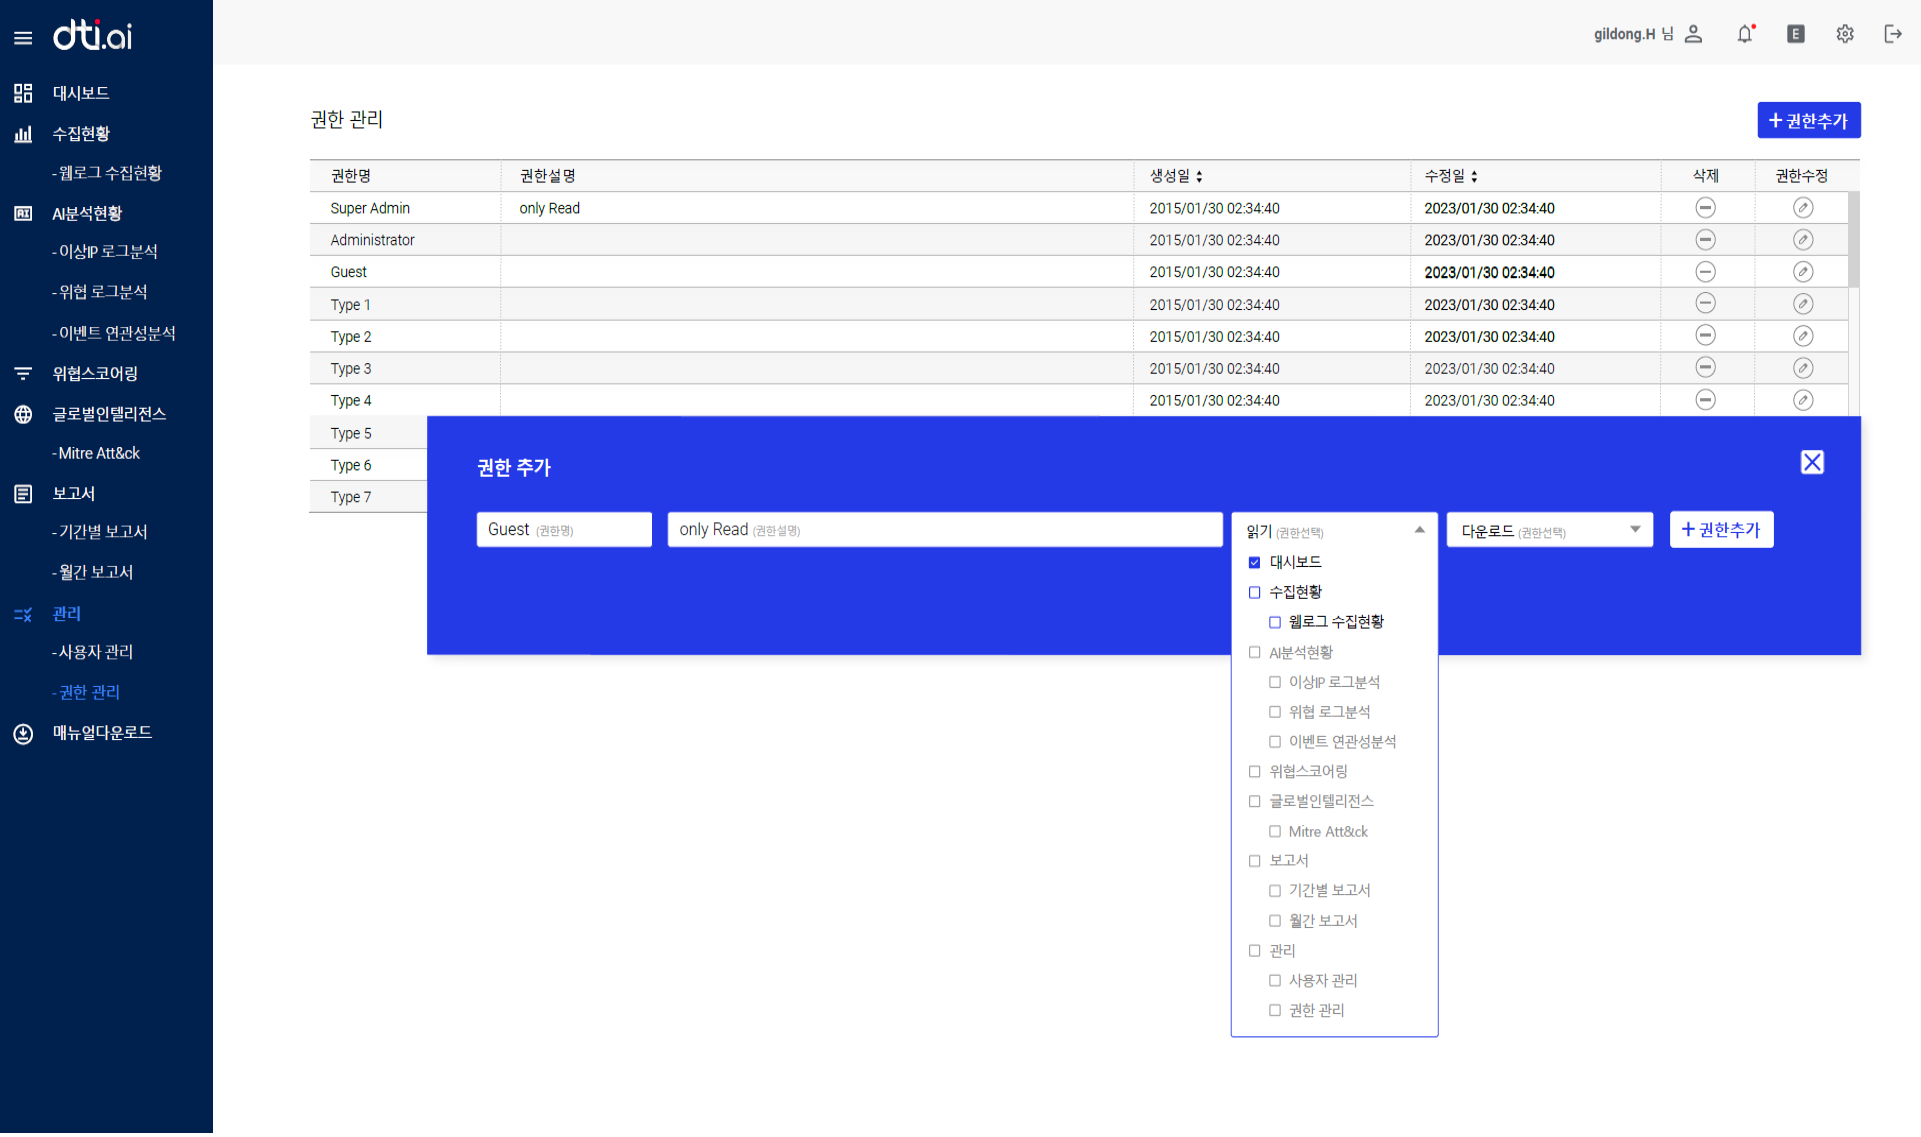 dti.ai
gildong.H 님
E
대시보드
수집현황
- 웹로그 수집현황
AI분석현황
- 이상IP 로그분석
- 위협 로그분석
- 이벤트 연관성분석
위협스코어링
글로벌인텔리전스
- Mitre Att&ck
보고서
- 기간별 보고서
- 월간 보고서
관리
- 사용자 관리
- 권한 관리
매뉴얼다운로드
권한 관리
+ 권한추가
권한명 권한설명 생성일 수정일 삭제 권한수정
Super Admin only Read 2015/01/30 02:34:40 2023/01/30 02:34:40
Administrator 2015/01/30 02:34:40 2023/01/30 02:34:40
Guest 2015/01/30 02:34:40 2023/01/30 02:34:40
Type 1 2015/01/30 02:34:40 2023/01/30 02:34:40
Type 2 2015/01/30 02:34:40 2023/01/30 02:34:40
Type 3 2015/01/30 02:34:40 2023/01/30 02:34:40
Type 4 2015/01/30 02:34:40 2023/01/30 02:34:40
Type 5
Type 6
Type 7
권한 추가
Guest (권한명) only Read (권한설명) 읽기 (권한선택) 다운로드 (권한선택) + 권한추가
대시보드
수집현황
웹로그 수집현황
AI분석현황
이상IP 로그분석
위협 로그분석
이벤트 연관성분석
위협스코어링
글로벌인텔리전스
Mitre Att&ck
보고서
기간별 보고서
월간 보고서
관리
사용자 관리
권한 관리